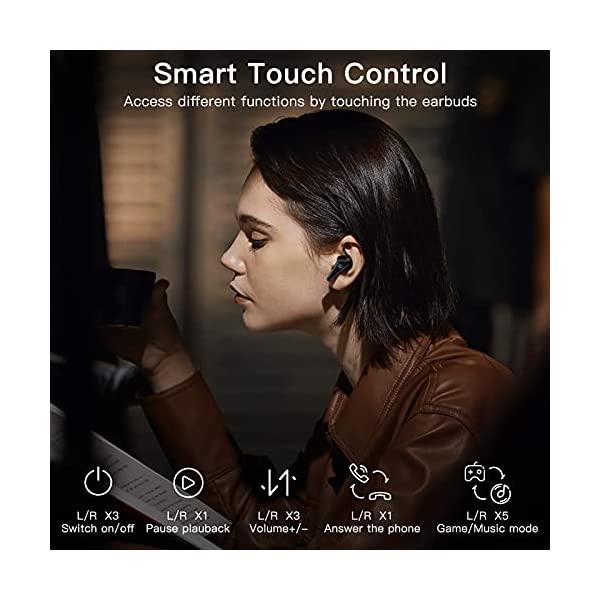 Smart Touch Control
Access different functions by touching the earbuds
L/R X3
Switch on/off
L/R X1
Pause plauback
L/R X3
Volume+/-
L/R X1
Answer the phone
L/R X5
Game/Music mode